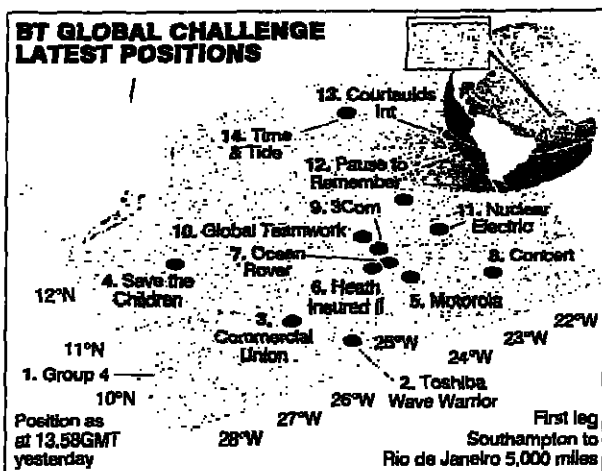 BT GLOBAL CHALLENGE
LATEST POSITIONS
13. Courtaulds
Int
14. Time
& Tide
12. Pause to
Remember
9. 3Com
11. Nuclear
Electric
10. Global Teamwork
7. Ocean
Rover
8. Concert
4. Save the
Children
6. Heath
Insured II
5. Motorola
12°N
3.
Commercial
Union
22°W
23°W
25°W
24°W
11°N
1. Group 4
2. Toshiba
Wave Warrior
10°N
26°W
27°W
28°W
Position as
at 13.58GMT
yesterday
First leg
Southampton to
Rio de Janeiro 5,000 miles